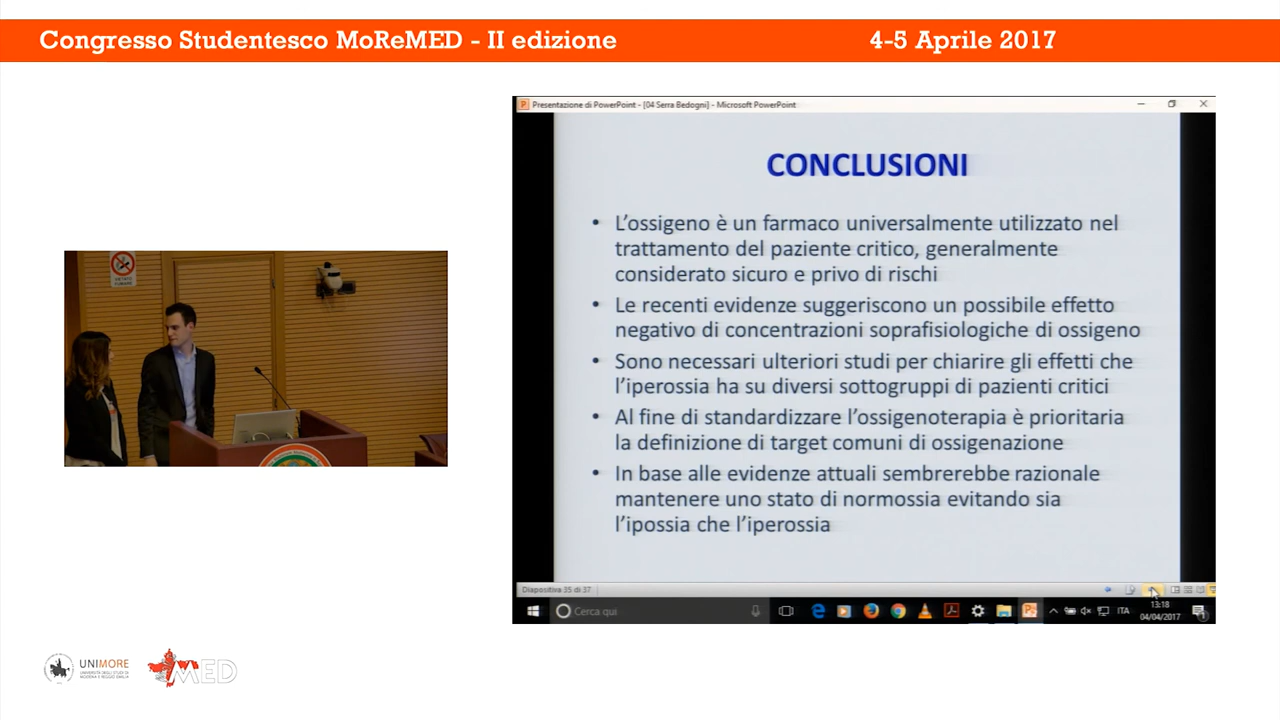 Congresso Studentesco MoReMED - II edizione
4-5 Aprile 2017
Presentazione di PowerPoint - [04 Serra Bedogni] - Microsoft PowerPoint
CONCLUSIONI
• L'ossigeno è un farmaco universalmente utilizzato nel
trattamento del paziente critico, generalmente
considerato sicuro e privo di rischi
• Le recenti evidenze suggeriscono un possibile effetto
negativo di concentrazioni soprafisiologiche di ossigeno
• Sono necessari ulteriori studi per chiarire gli effetti che
l'iperossia ha su diversi sottogruppi di pazienti critici
• Al fine di standardizzare l'ossigenoterapia è prioritaria
la definizione di target comuni di ossigenazione
• In base alle evidenze attuali sembrerebbe razionale
mantenere uno stato di normossia evitando sia
l'ipossia che l'iperossia
Diapositiva 35 di 37
Cerca qui
ITA
13:18
04/04/2017
VIETATO
FUMARE
UNIMORE
UNIVERSITÀ DEGLI STUDI DI
MODENA E REGGIO EMILIA
MED